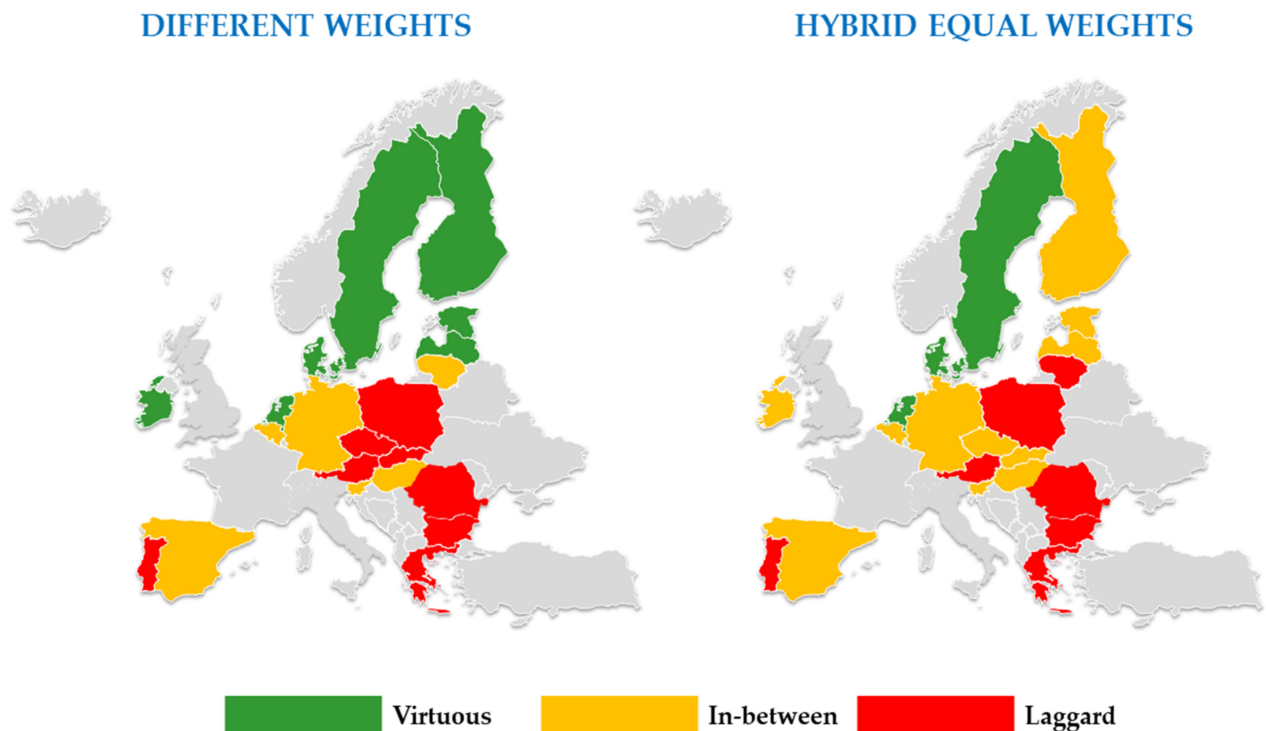 DIFFERENT WEIGHTS
HYBRID EQUAL WEIGHTS
Virtuous
In-between
Laggard